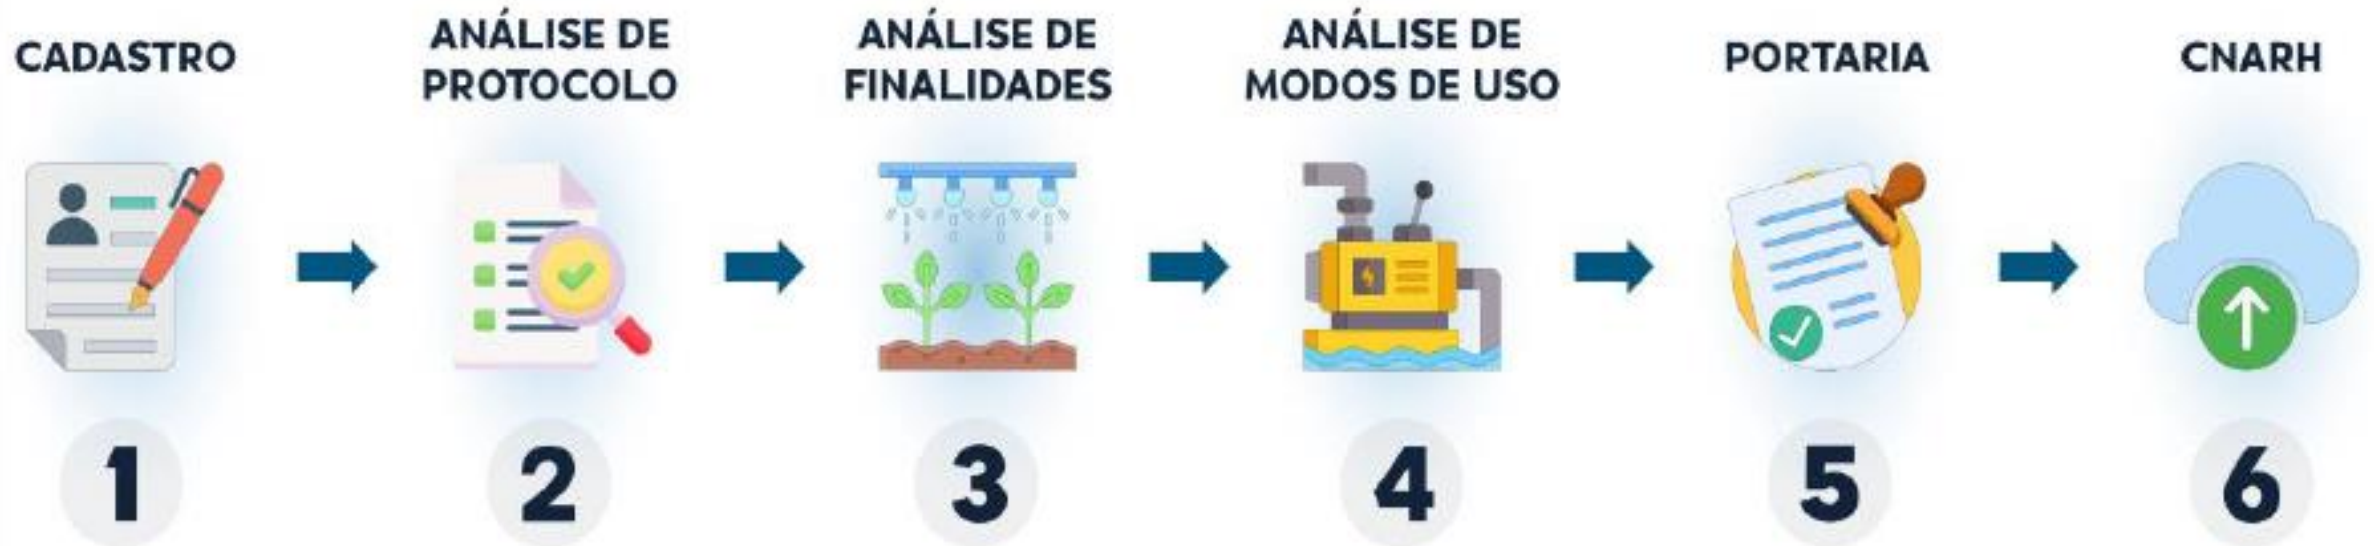 CADASTRO
ANÁLISE DE
PROTOCOLO
ANÁLISE DE
FINALIDADES
ANÁLISE DE
MODOS DE USO
PORTARIA
CNARH
1
2
3
4
5
6